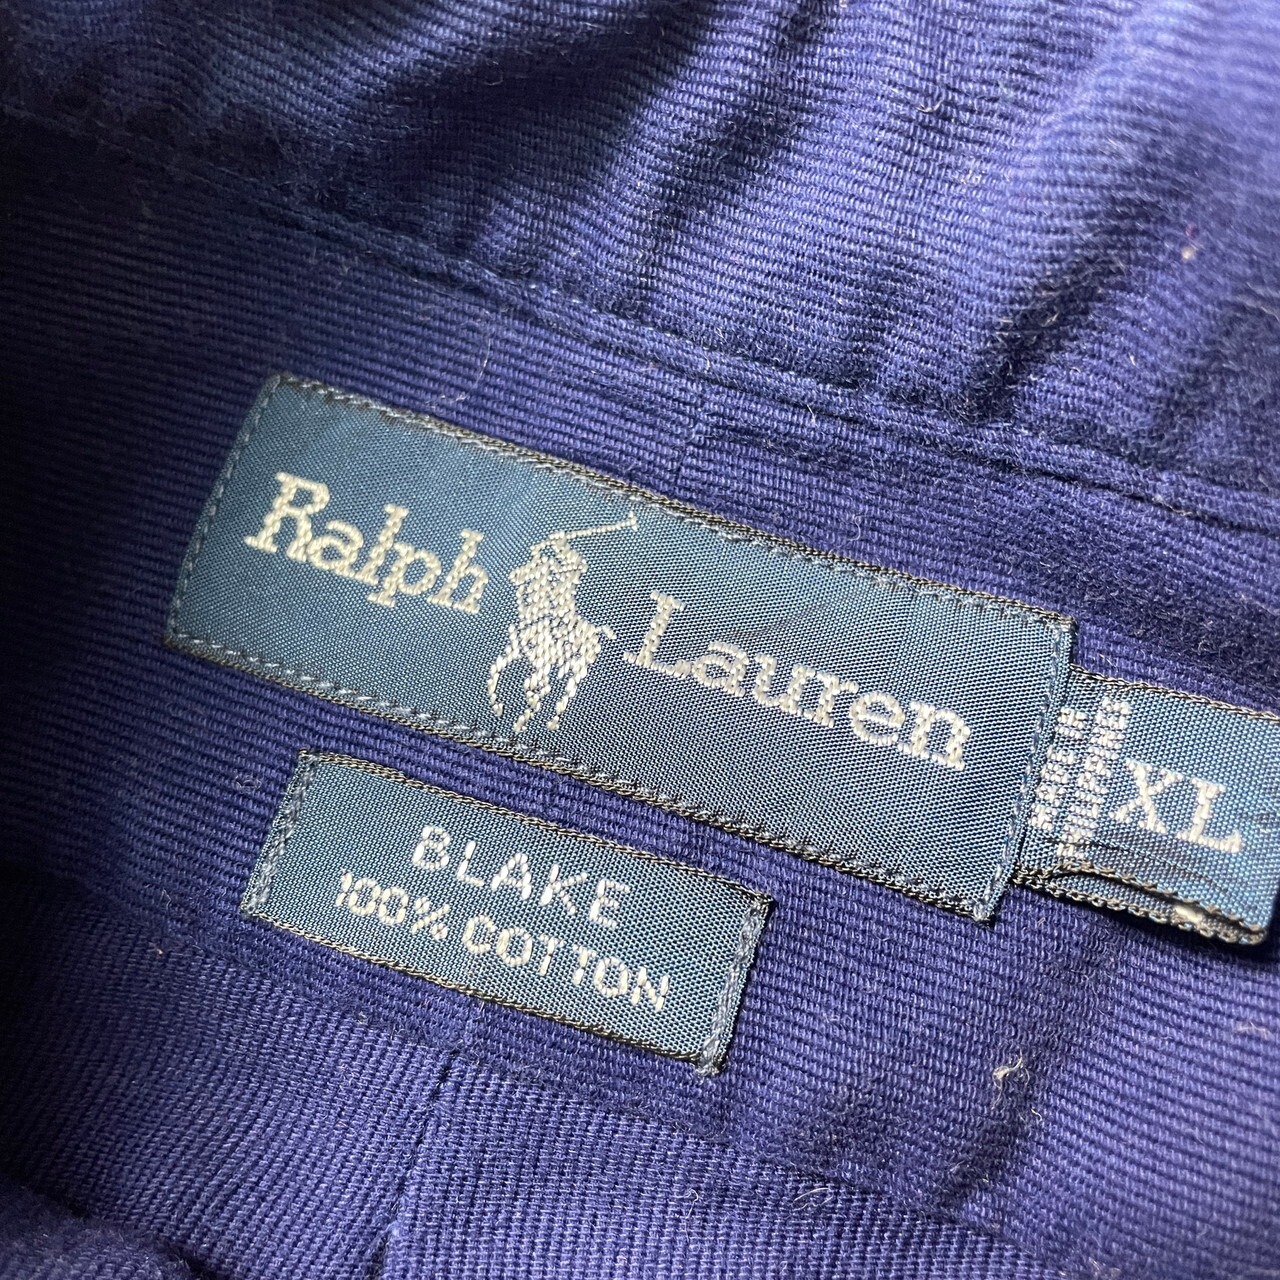 Ralph Lauren
XL
BLAKE
100% COTTON